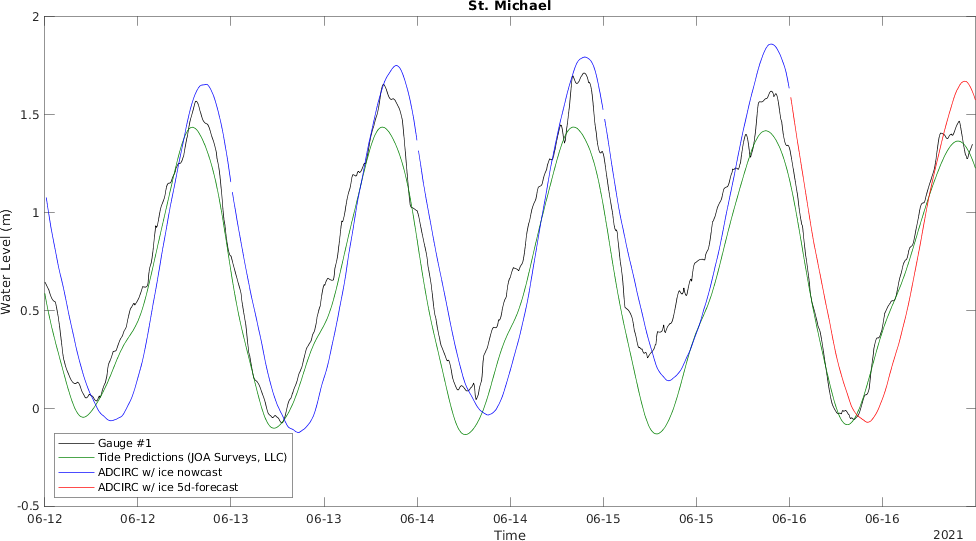 St. Michael
2
1.5
1
0.5
0
-0.5
Water Level (m)
Gauge #1
Tide Predictions (JOA Surveys, LLC)
ADCIRC w/ ice nowcast
ADCIRC w/ ice 5d-forecast
06-12 06-12 06-13 06-13 06-14 06-14 06-15 06-15 06-16 06-16
Time
2021